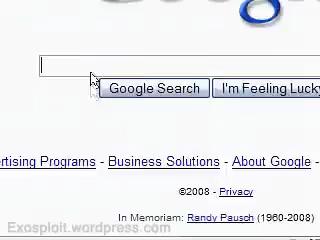 Google Search I'm Feeling Lucky
ertising Programs - Business Solutions - About Google -
©2008 - Privacy
In Memoriam: Randy Pausch (1960-2008)
Exosploit.wordpress.com